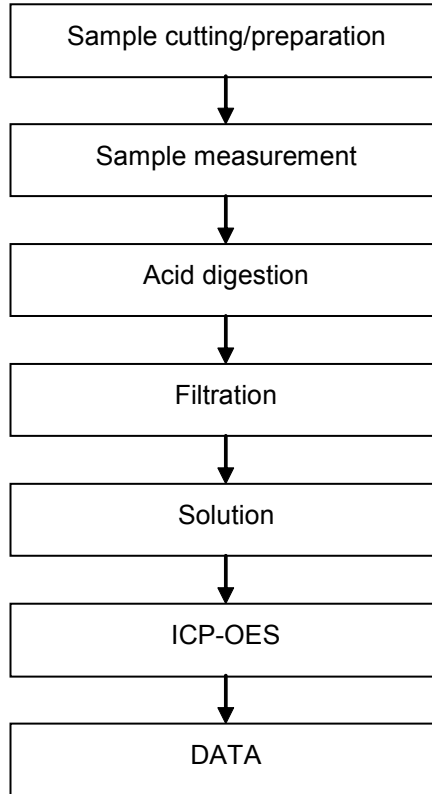 Sample cutting/preparation
Sample measurement
Acid digestion
Filtration
Solution
ICP-OES
DATA